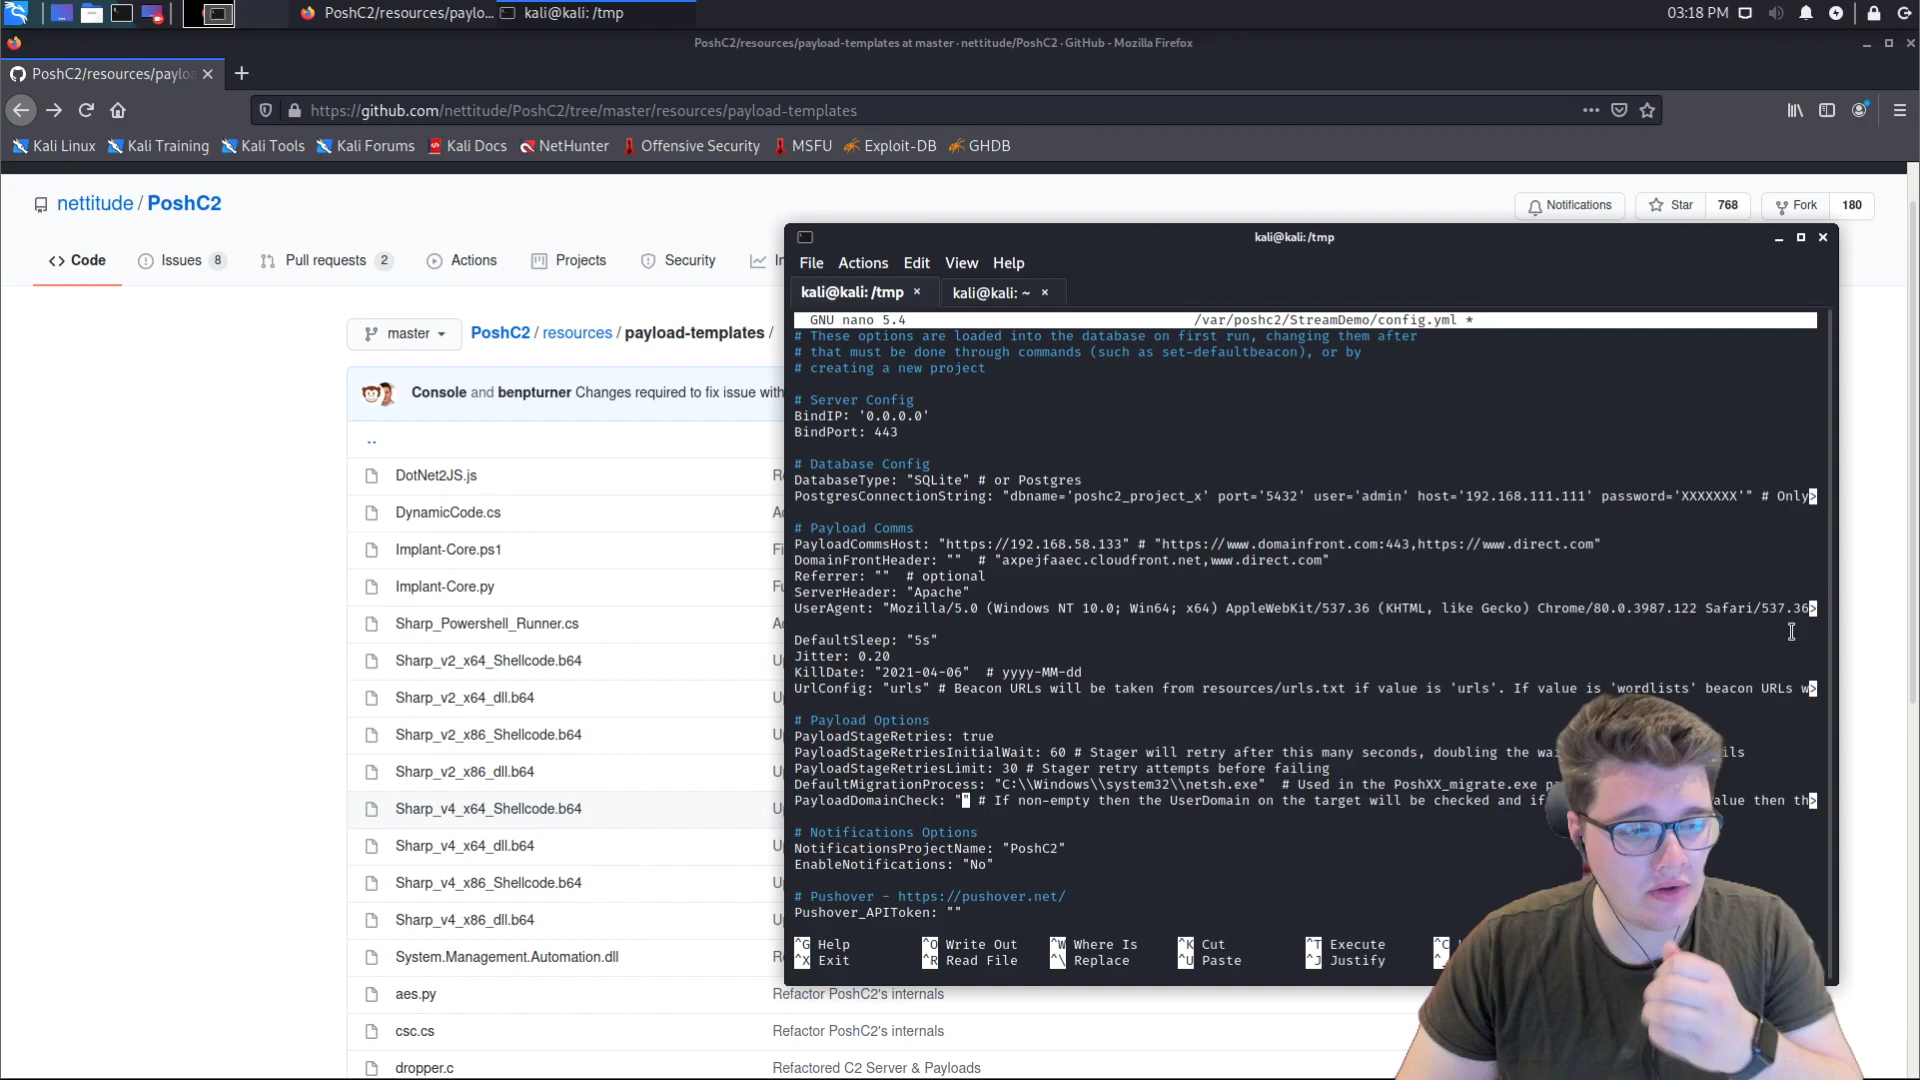 PoshC2/resources/paylo...
kali@kali: /tmp
03:18 PM
PoshC2/resources/payload-templates at master · nettitude/PoshC2 · GitHub - Mozilla Firefox
PoshC2/resources/paylo
https://github.com/nettitude/PoshC2/tree/master/resources/payload-templates
Kali Linux
Kali Training
Kali Tools
Kali Forums
Kali Docs
NetHunter
Offensive Security
MSFU
Exploit-DB
GHDB
nettitude / PoshC2
Notifications
Star 768
Fork 180
Code
Issues 8
Pull requests 2
Actions
Projects
Security
master
PoshC2 / resources / payload-templates /
Console and benpturner Changes required to fix issue with
..
DotNet2JS.js
DynamicCode.cs
Implant-Core.ps1
Implant-Core.py
Sharp_Powershell_Runner.cs
Sharp_v2_x64_Shellcode.b64
Sharp_v2_x64_dll.b64
Sharp_v2_x86_Shellcode.b64
Sharp_v2_x86_dll.b64
Sharp_v4_x64_Shellcode.b64
Sharp_v4_x64_dll.b64
Sharp_v4_x86_Shellcode.b64
Sharp_v4_x86_dll.b64
System.Management.Automation.dll
aes.py Refactor PoshC2's internals
csc.cs Refactor PoshC2's internals
dropper.c Refactored C2 Server & Payloads
kali@kali: /tmp
File Actions Edit View Help
kali@kali: /tmp × kali@kali: ~ ×
GNU nano 5.4 /var/poshc2/StreamDemo/config.yml *
# These options are loaded into the database on first run, changing them after
# that must be done through commands (such as set-defaultbeacon), or by
# creating a new project
# Server Config
BindIP: '0.0.0.0'
BindPort: 443
# Database Config
DatabaseType: "SQLite" # or Postgres
PostgresConnectionString: "dbname='poshc2_project_x' port='5432' user='admin' host='192.168.111.111' password='XXXXXXX'" # Only>
# Payload Comms
PayloadCommsHost: "https://192.168.58.133" # "https://www.domainfront.com:443,https://www.direct.com"
DomainFrontHeader: "" # "axpejfaaec.cloudfront.net,www.direct.com"
Referrer: "" # optional
ServerHeader: "Apache"
UserAgent: "Mozilla/5.0 (Windows NT 10.0; Win64; x64) AppleWebKit/537.36 (KHTML, like Gecko) Chrome/80.0.3987.122 Safari/537.36>
DefaultSleep: "5s"
Jitter: 0.20
KillDate: "2021-04-06" # yyyy-MM-dd
UrlConfig: "urls" # Beacon URLs will be taken from resources/urls.txt if value is 'urls'. If value is 'wordlists' beacon URLs w>
# Payload Options
PayloadStageRetries: true
PayloadStageRetriesInitialWait: 60 # Stager will retry after this many seconds, doubling the
PayloadStageRetriesLimit: 30 # Stager retry attempts before failing
DefaultMigrationProcess: "C:\\Windows\\system32\\netsh.exe" # Used in the PoshXX_migrate.exe
PayloadDomainCheck: "" # If non-empty then the UserDomain on the target will be checked and if then th>
# Notifications Options
NotificationsProjectName: "PoshC2"
EnableNotifications: "No"
# Pushover - https://pushover.net/
Pushover_APIToken: ""
^G Help ^O Write Out ^W Where Is ^K Cut ^T Execute ^C
^X Exit ^R Read File ^\ Replace ^U Paste ^J Justify